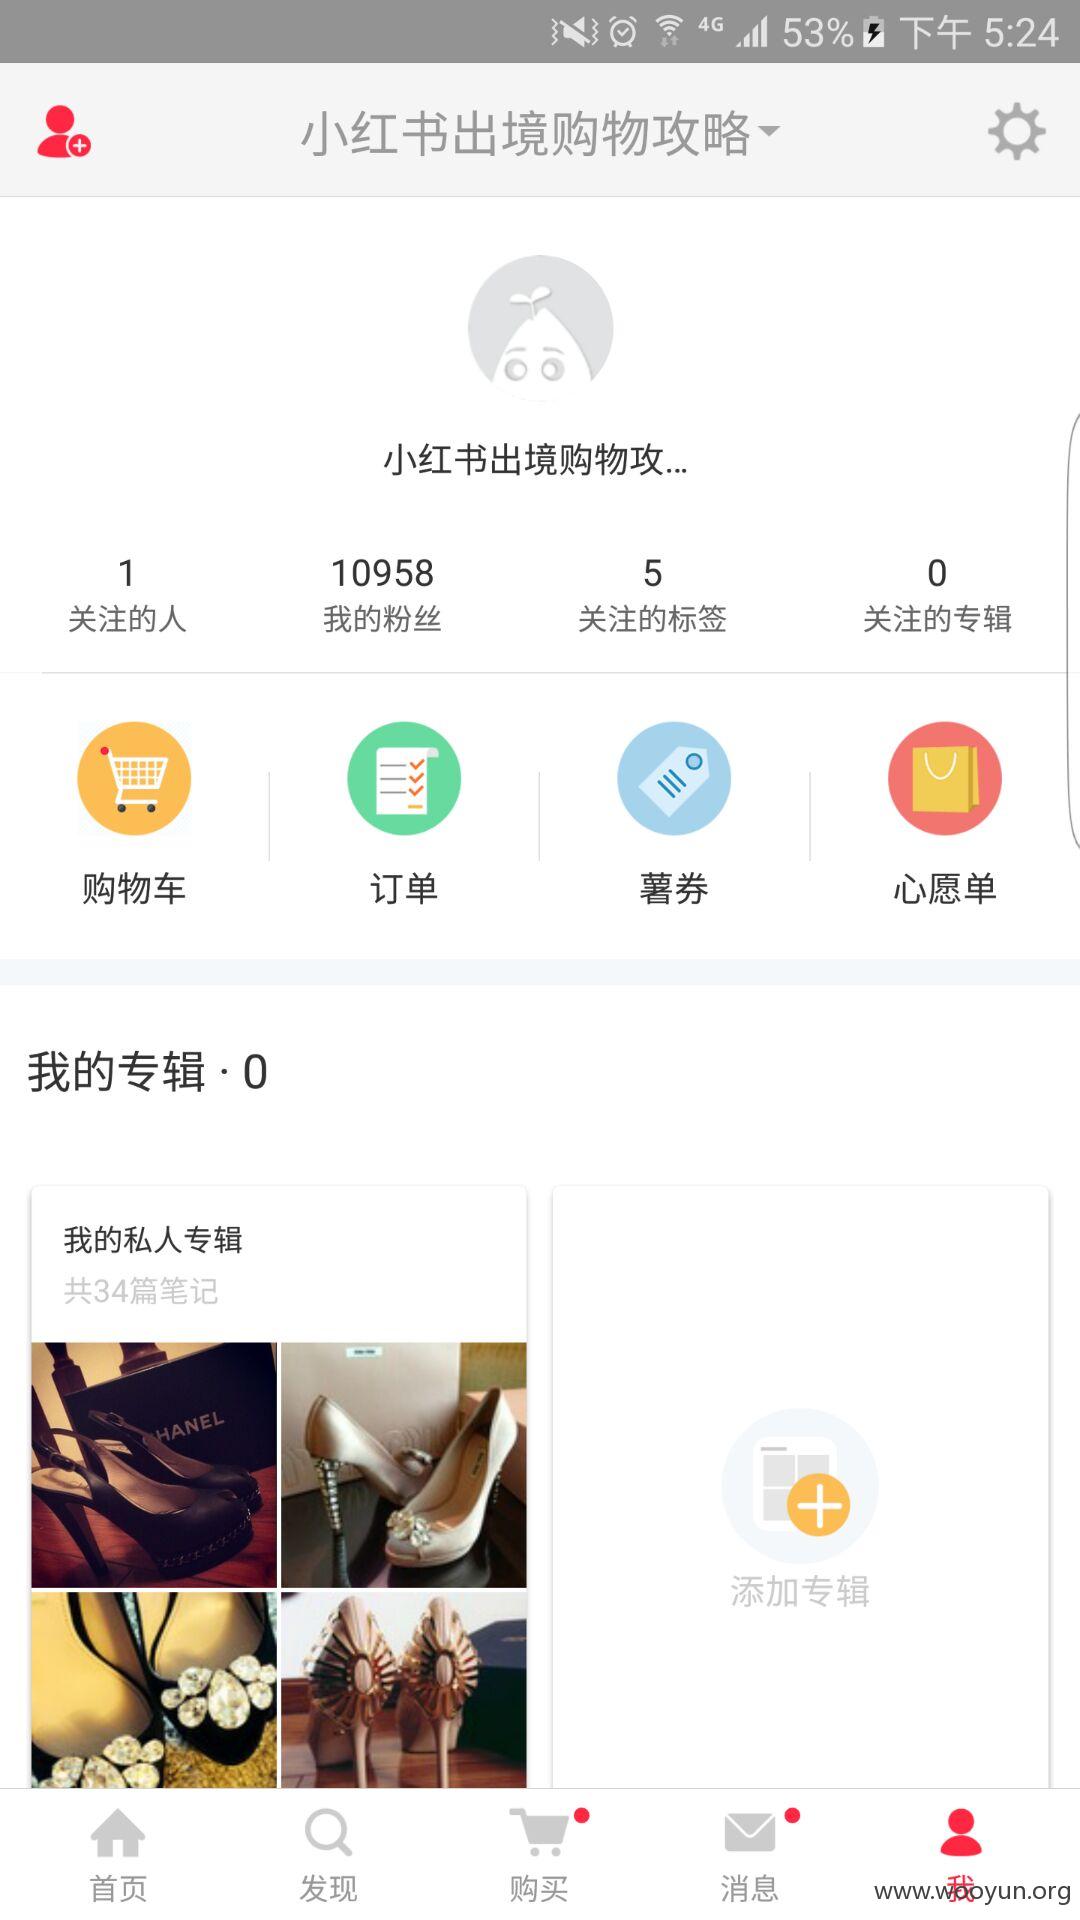 4G 53% 下午 5:24
小红书出境购物攻略
小红书出境购物攻...
1 10958 5 0
关注的人 我的粉丝 关注的标签 关注的专辑
购物车 订单 薯券 心愿单
我的专辑 · 0
我的私人专辑
共34篇笔记
HANEL
添加专辑
首页 发现 购买 消息 我
www.wooyun.org